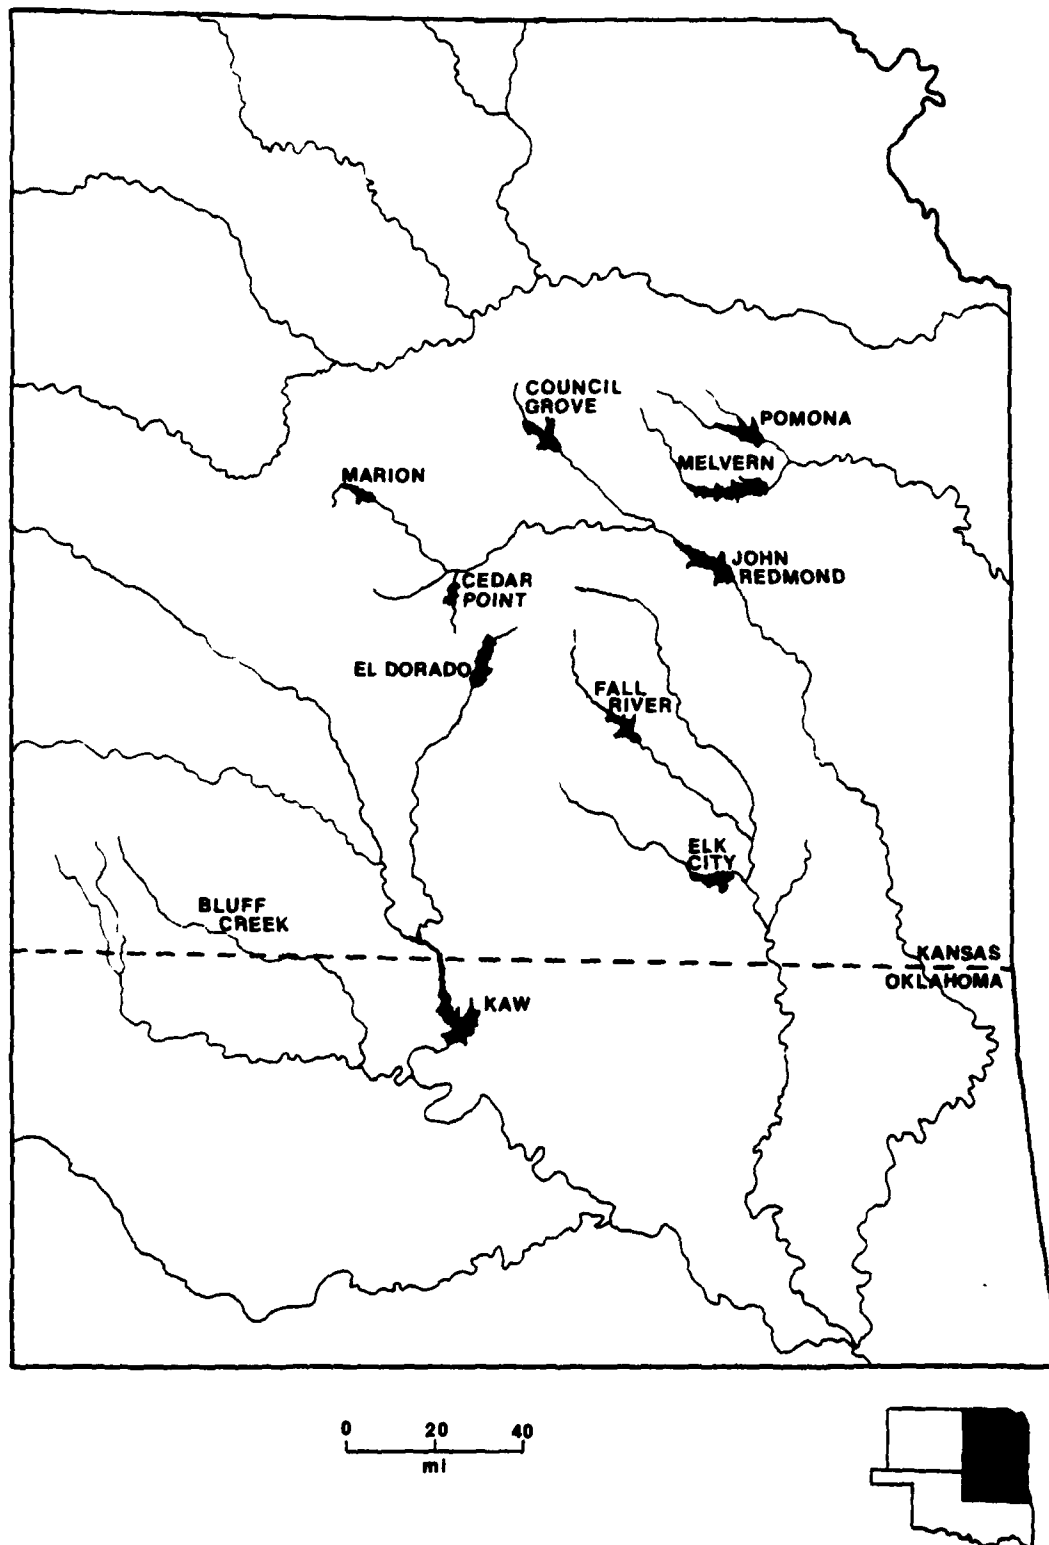 COUNCIL
GROVE
POMONA
MELVERN
MARION
JOHN
REDMOND
CEDAR
POINT
EL DORADO
FALL
RIVER
ELK
CITY
BLUFF
CREEK
KANSAS
OKLAHOMA
KAW
0 20 40
mi